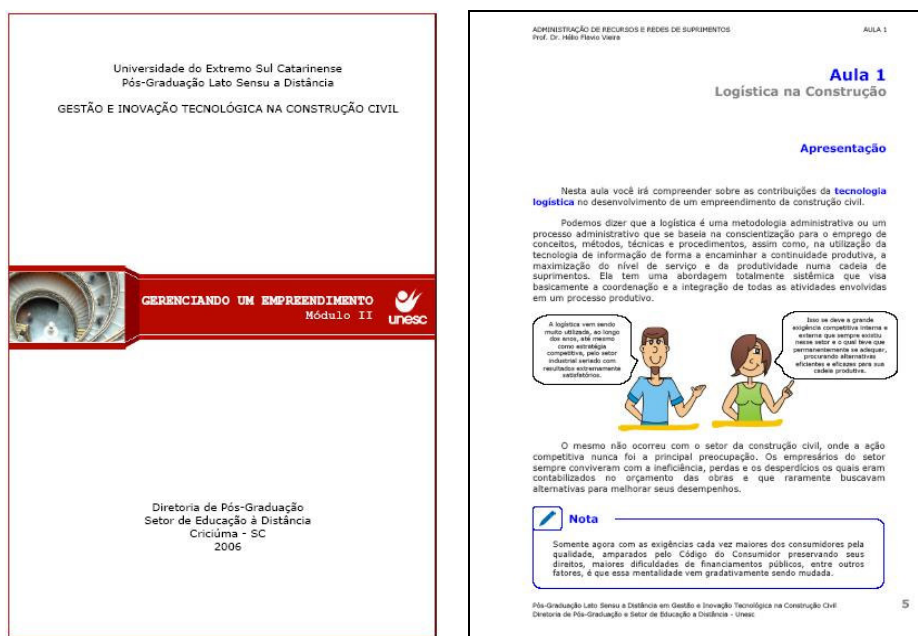 Universidade do Extremo Sul Catarinense
Pós-Graduação Lato Sensu a Distância
GESTÃO E INOVAÇÃO TECNOLÓGICA NA CONSTRUÇÃO CIVIL
GERENCIANDO UM EMPREENDIMENTO
Módulo II
unesc
Diretoria de Pós-Graduação
Setor de Educação à Distância
Criciúma - SC
2006
ADMINISTRAÇÃO DE RECURSOS E REDES DE SUPRIMENTOS AULA 1
Prof. Dr. Hélio Flavio Vieira
Aula 1
Logística na Construção
Apresentação
Nesta aula você irá compreender sobre as contribuições da tecnologia
logística no desenvolvimento de um empreendimento da construção civil.
Podemos dizer que a logística é uma metodologia administrativa ou um
processo administrativo que se baseia na conscientização para o emprego de
conceitos, métodos, técnicas e procedimentos, assim como, na utilização da
tecnologia de informação de forma a encaminhar a continuidade produtiva, a
maximização do nível de serviço e da produtividade numa cadeia de
suprimentos. Ela tem uma abordagem totalmente sistêmica que visa
basicamente a coordenação e a integração de todas as atividades envolvidas
em um processo produtivo.
A logística vem sendo
muito utilizada, ao longo
dos anos, até mesmo
como estratégia
competitiva, pelo setor
industrial seriado com
resultados extremamente
satisfatórios.
Isso se deve a grande
exigência competitiva interna e
externa que sempre existiu
nesse setor e o qual teve que
permanentemente se adequar,
procurando alternativas
eficientes e eficazes para sua
cadeia produtiva.
O mesmo não ocorreu com o setor da construção civil, onde a ação
competitiva nunca foi a principal preocupação. Os empresários do setor
sempre conviveram com a ineficiência, perdas e os desperdícios os quais eram
contabilizados no orçamento das obras e que raramente buscavam
alternativas para melhorar seus desempenhos.
Nota
Somente agora com as exigências cada vez maiores dos consumidores pela
qualidade, amparados pelo Código do Consumidor preservando seus
direitos, maiores dificuldades de financiamentos públicos, entre outros
fatores, é que essa mentalidade vem gradativamente sendo mudada.
Pós-Graduação Lato Sensu a Distância em Gestão e Inovação Tecnológica na Construção Civil
Diretoria de Pós-Graduação e Setor de Educação a Distância - Unesc
5